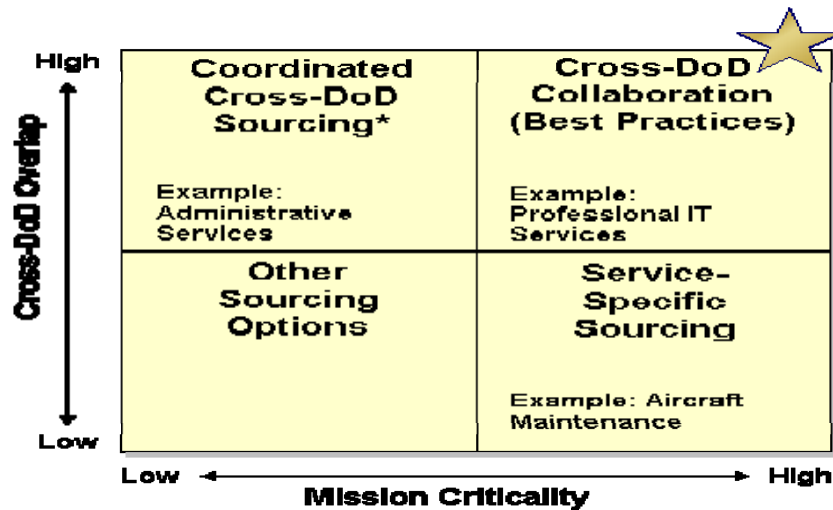 High
Cross-DoD Overlap
Low
Coordinated
Cross-DoD
Sourcing*
Example:
Administrative
Services
Cross-DoD
Collaboration
(Best Practices)
Example:
Professional IT
Services
Other
Sourcing
Options
Service-
Specific
Sourcing
Example: Aircraft
Maintenance
Low
High
Mission Criticality